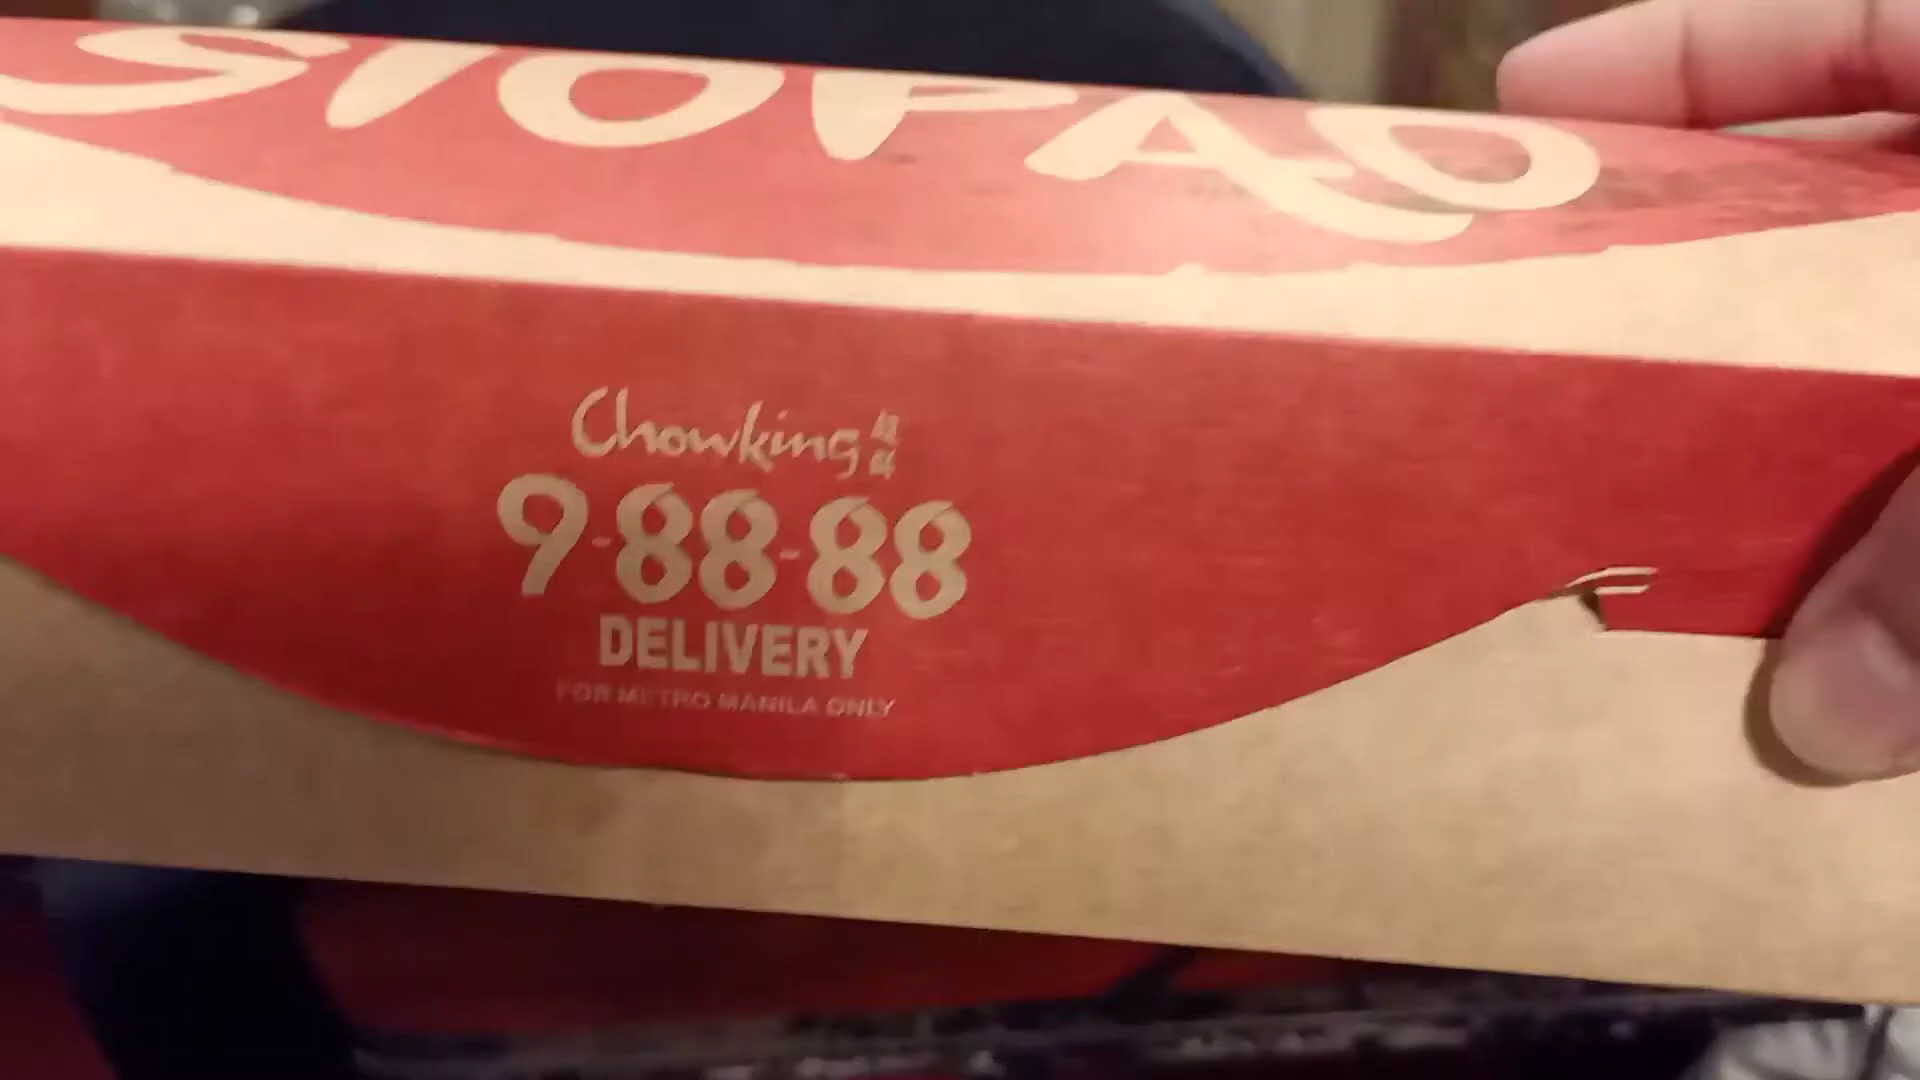 SIOPAO
Chowking
9-88-88
DELIVERY
FOR METRO MANILA ONLY